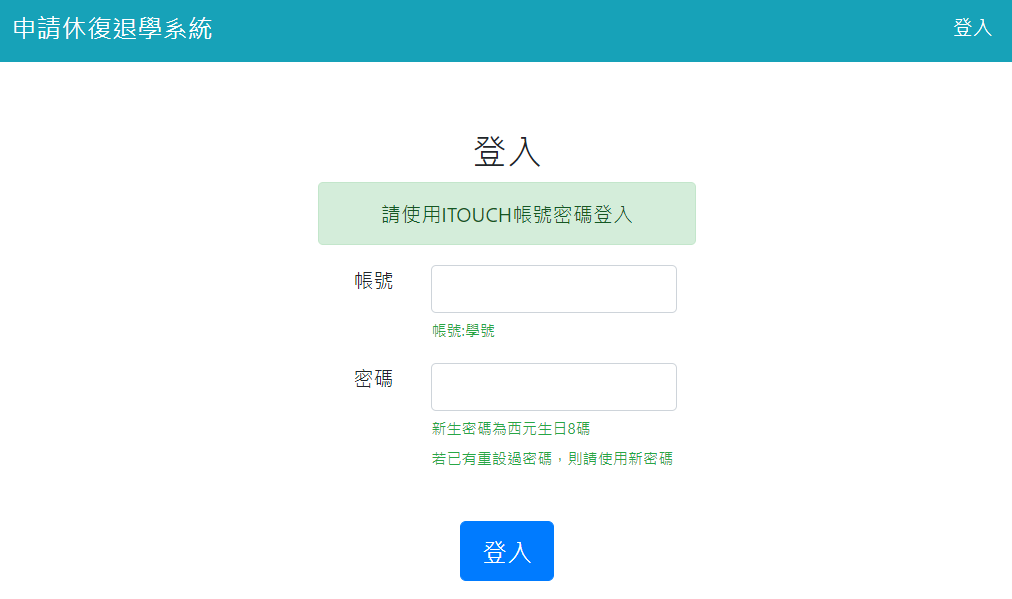 申請休復退學系統
登入
登入
請使用ITOUCH帳號密碼登入
帳號
帳號:學號
密碼
新生密碼為西元生日8碼
若已有重設過密碼，則請使用新密碼
登入